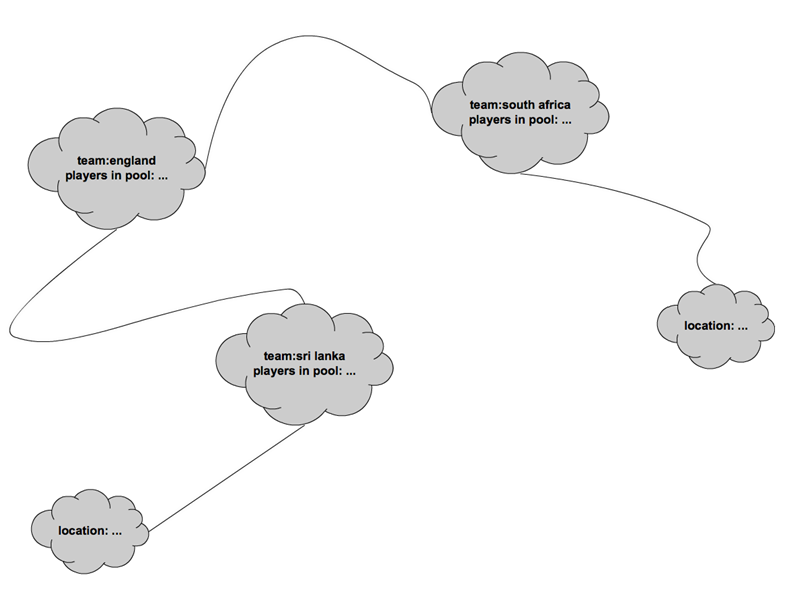 team:south africa
players in pool: ...
team:england
players in pool: ...
location: ...
team:sri lanka
players in pool: ...
location: ...